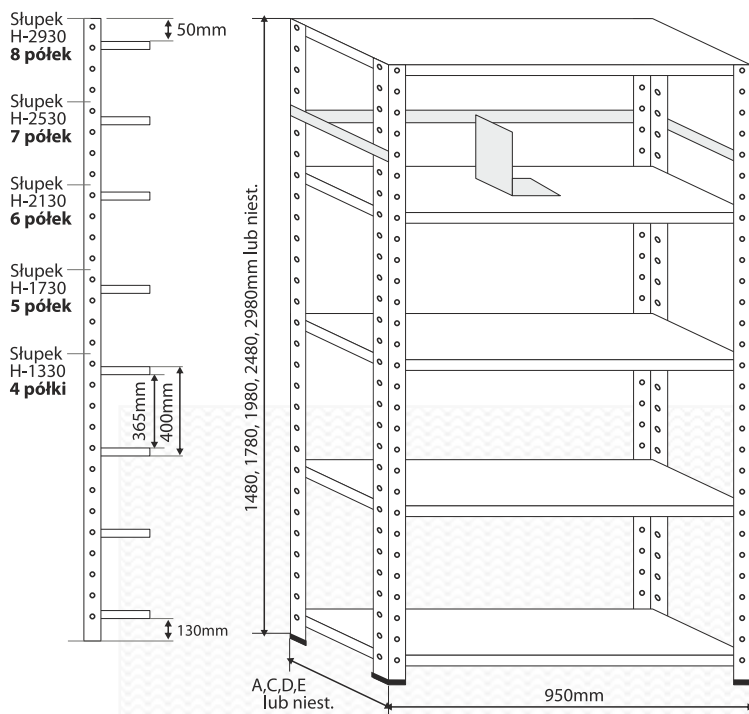 Słupek
H-2930
8 półek
50mm
Słupek
H-2530
7 półek
Słupek
H-2130
6 półek
Słupek
H-1730
5 półek
Słupek
H-1330
4 półki
365mm
400mm
130mm
1480, 1780, 1980, 2480, 2980mm lub niest.
A,C,D,E
lub niest.
950mm